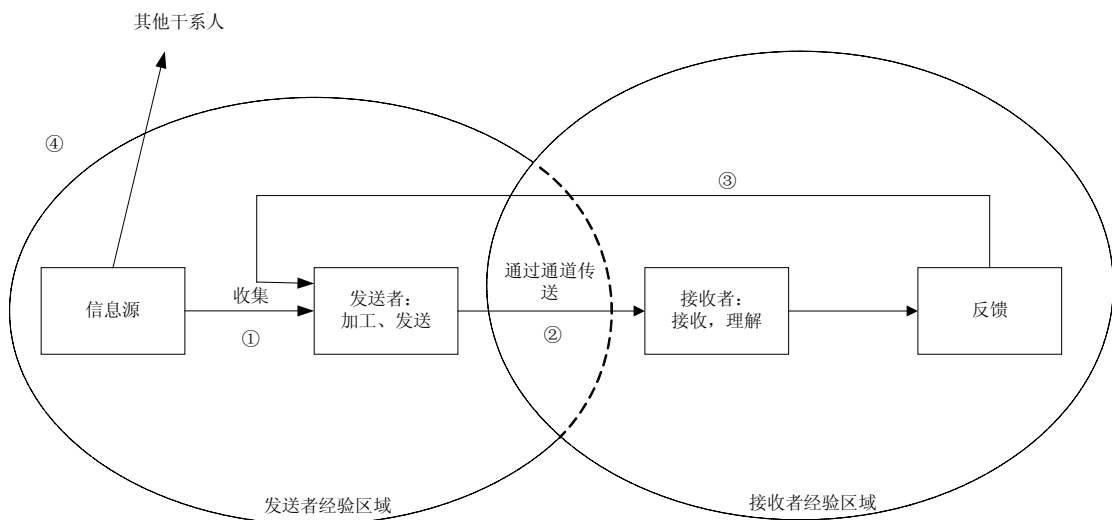 其他干系人
④
③
信息源
收集
①
发送者：
加工、发送
通过通道传
送
②
接收者：
接收，理解
反馈
发送者经验区域
接收者经验区域